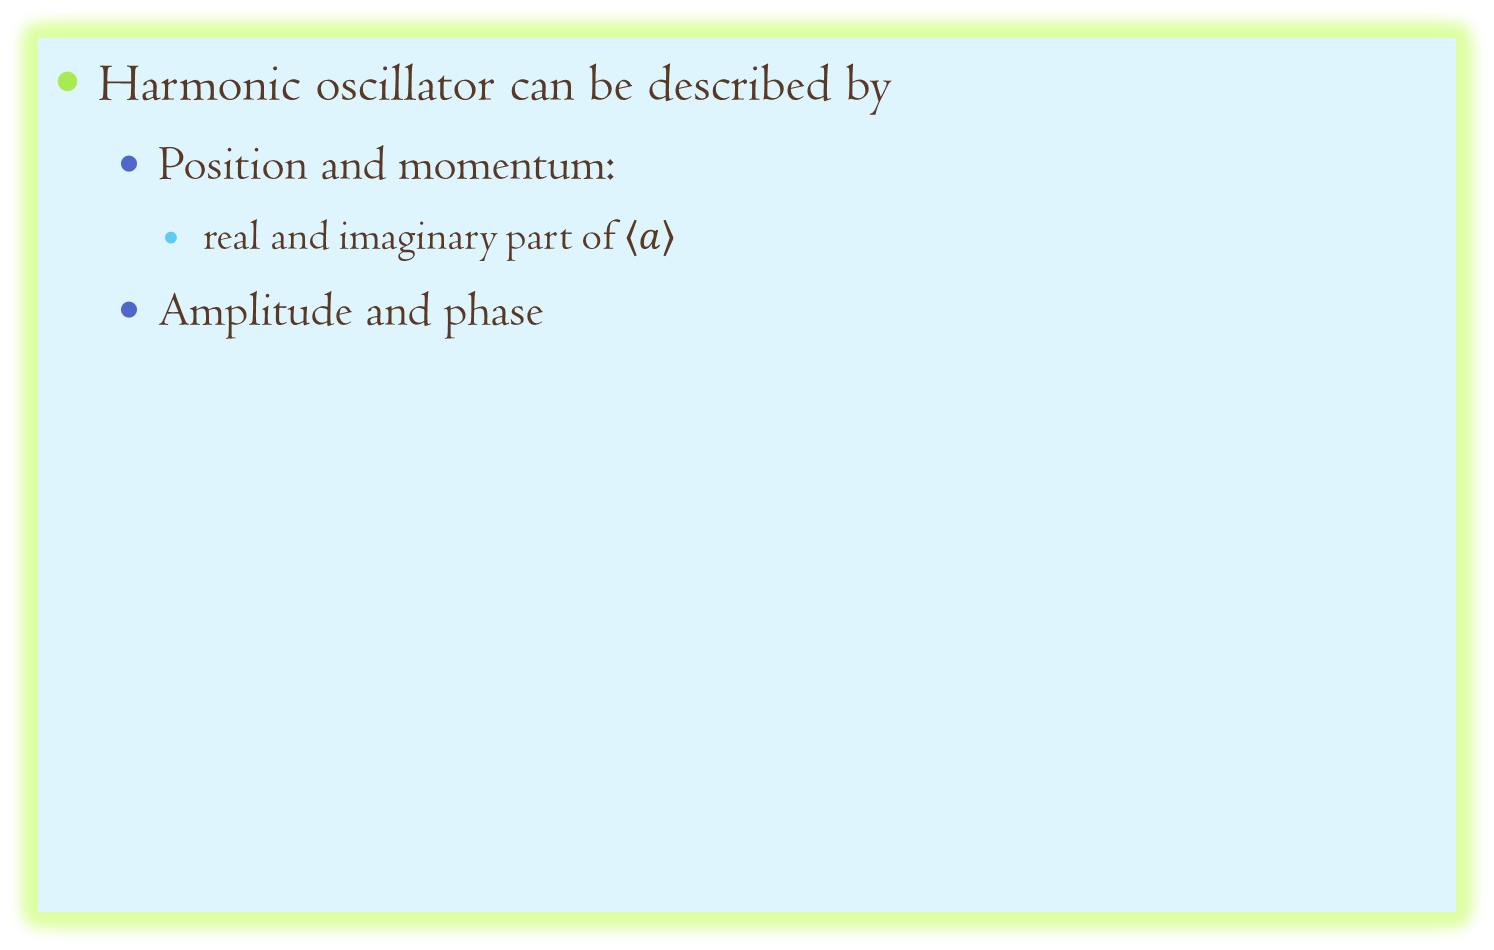 Harmonic oscillator can be described by
Position and momentum:
real and imaginary part of ⟨a⟩
Amplitude and phase